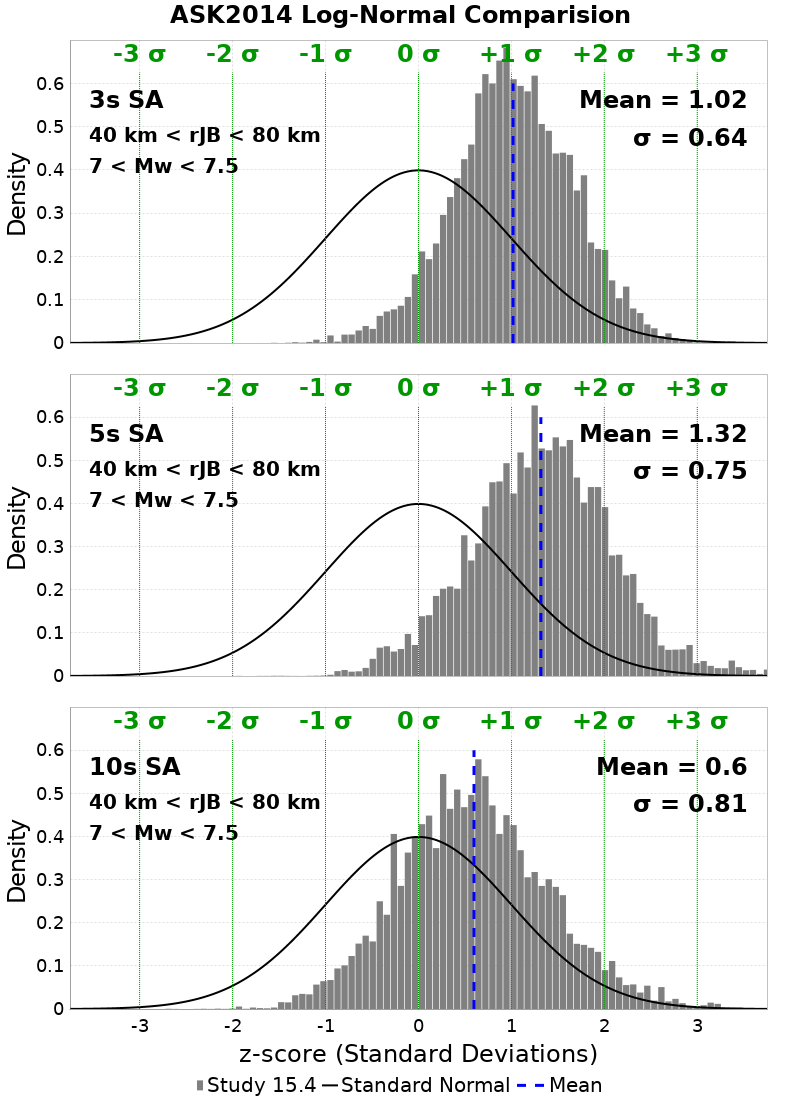 ASK2014 Log-Normal Comparision
-3 σ -2 σ -1 σ 0 σ +1 σ +2 σ +3 σ
3s SA
40 km < rJB < 80 km
7 < Mw < 7.5
Mean = 1.02
σ = 0.64
0.6
0.5
0.4
0.3
0.2
0.1
0
Density
-3 σ -2 σ -1 σ 0 σ +1 σ +2 σ +3 σ
5s SA
40 km < rJB < 80 km
7 < Mw < 7.5
Mean = 1.32
σ = 0.75
0.6
0.5
0.4
0.3
0.2
0.1
0
Density
-3 σ -2 σ -1 σ 0 σ +1 σ +2 σ +3 σ
10s SA
40 km < rJB < 80 km
7 < Mw < 7.5
Mean = 0.6
σ = 0.81
0.6
0.5
0.4
0.3
0.2
0.1
0
Density
-3 -2 -1 0 1 2 3
z-score (Standard Deviations)
Study 15.4 Standard Normal Mean